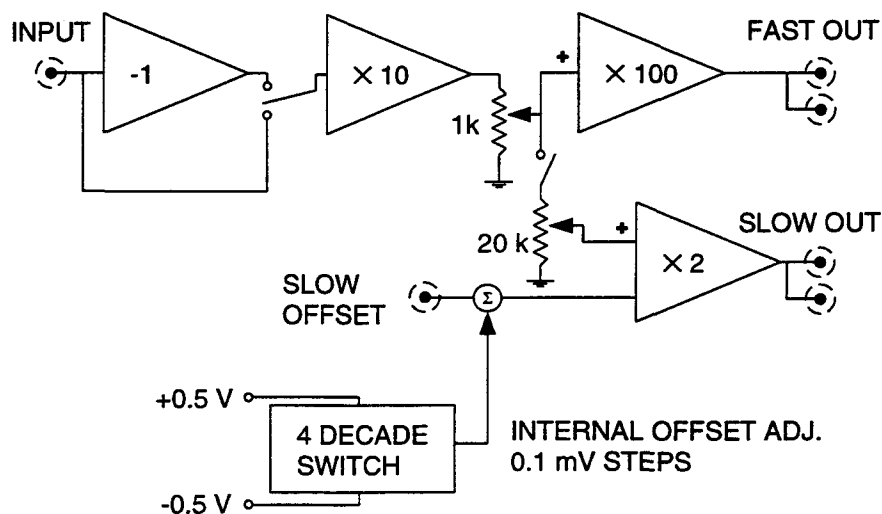 INPUT
-1
× 10
1k
+
× 100
FAST OUT
20 k
+
× 2
SLOW OUT
SLOW
OFFSET
Σ
+0.5 V
-0.5 V
4 DECADE
SWITCH
INTERNAL OFFSET ADJ.
0.1 mV STEPS